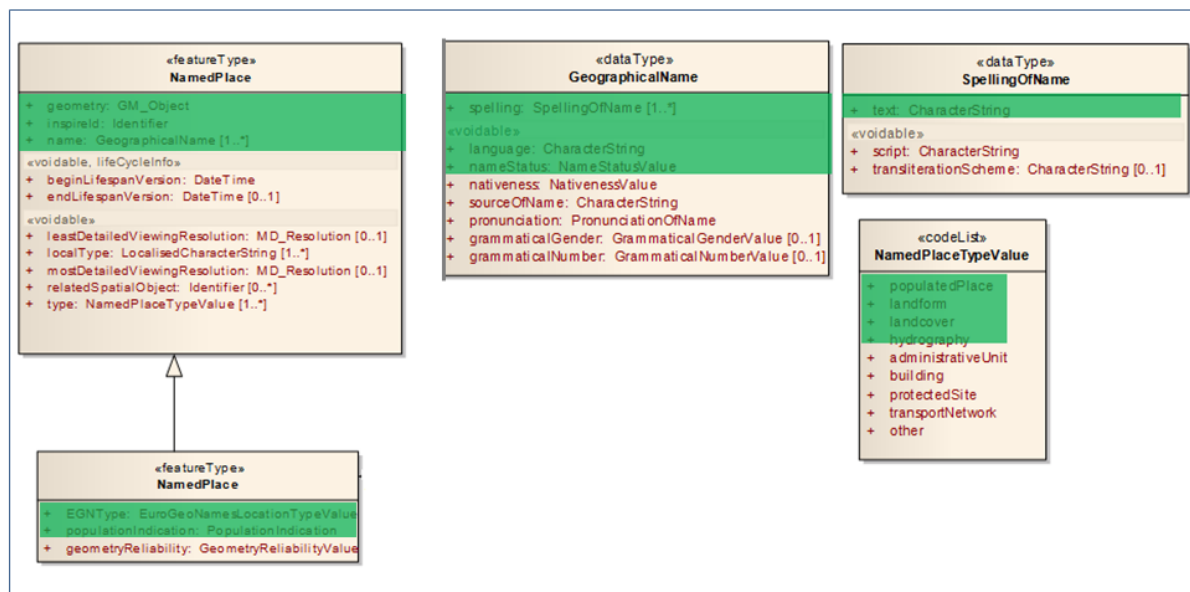 «featureType»
NamedPlace
+ geometry: GM_Object
+ inspireId: Identifier
+ name: GeographicalName [1..*]
«voidable, lifeCycleInfo»
+ beginLifespanVersion: DateTime
+ endLifespanVersion: DateTime [0..1]
«voidable»
+ leastDetailedViewingResolution: MD_Resolution [0..1]
+ localType: LocalisedCharacterString [1..*]
+ mostDetailedViewingResolution: MD_Resolution [0..1]
+ relatedSpatialObject: Identifier [0..*]
+ type: NamedPlaceTypeValue [1..*]
«featureType»
NamedPlace
+ EGNType: EuroGeoNamesLocationTypeValue
+ populationIndication: PopulationIndication
+ geometryReliability: GeometryReliabilityValue
«dataType»
GeographicalName
+ spelling: SpellingOfName [1..*]
«voidable»
+ language: CharacterString
+ nameStatus: NameStatusValue
+ nativeness: NativenessValue
+ sourceOfName: CharacterString
+ pronunciation: PronunciationOfName
+ grammaticalGender: GrammaticalGenderValue [0..1]
+ grammaticalNumber: GrammaticalNumberValue [0..1]
«dataType»
SpellingOfName
+ text: CharacterString
«voidable»
+ script: CharacterString
+ transliterationScheme: CharacterString [0..1]
«codeList»
NamedPlaceTypeValue
+ populatedPlace
+ landform
+ landcover
+ hydrography
+ administrativeUnit
+ building
+ protectedSite
+ transportNetwork
+ other